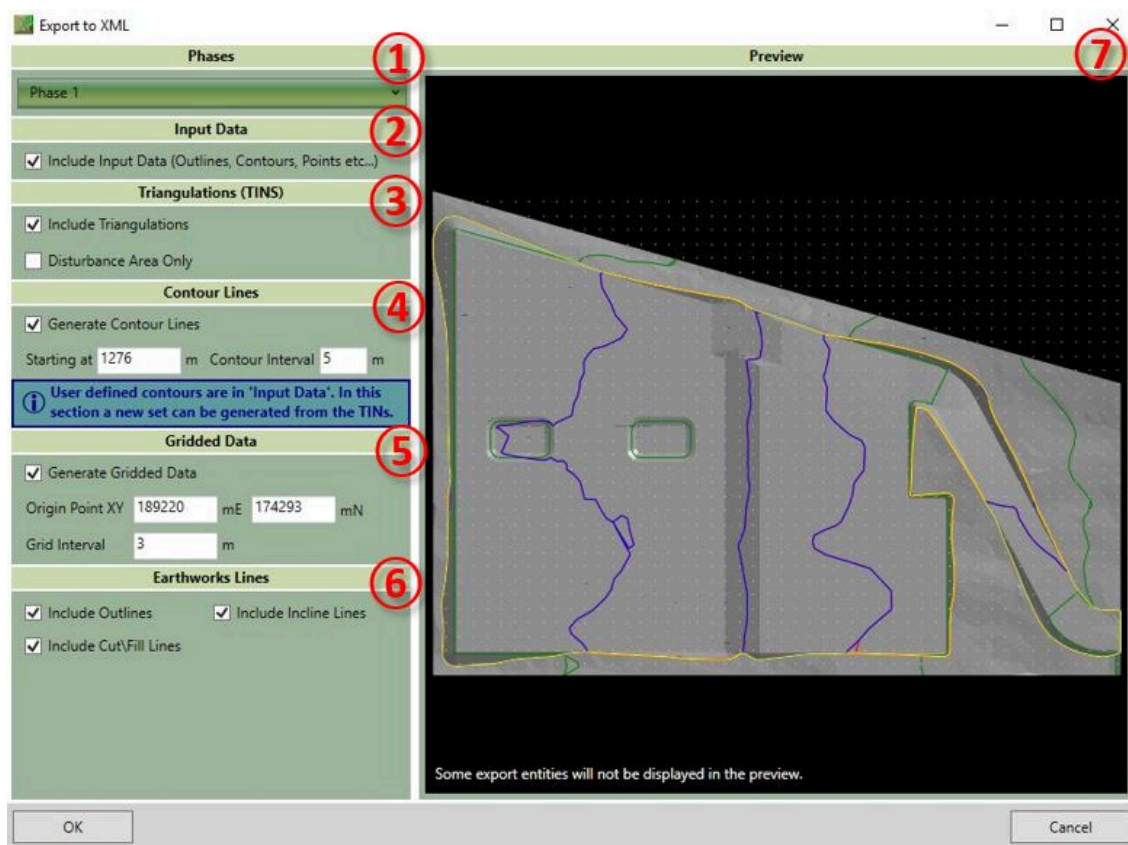 Export to XML
Phases
1
Phase 1
Input Data
2
Include Input Data (Outlines, Contours, Points etc...)
Triangulations (TINS)
3
Include Triangulations
Disturbance Area Only
Contour Lines
4
Generate Contour Lines
Starting at 1276 m Contour Interval 5 m
User defined contours are in 'Input Data'. In this
section a new set can be generated from the TINs.
Gridded Data
5
Generate Gridded Data
Origin Point XY 189220 mE 174293 mN
Grid Interval 3 m
Earthworks Lines
6
Include Outlines Include Incline Lines
Include Cut\Fill Lines
Preview
7
Some export entities will not be displayed in the preview.
OK
Cancel